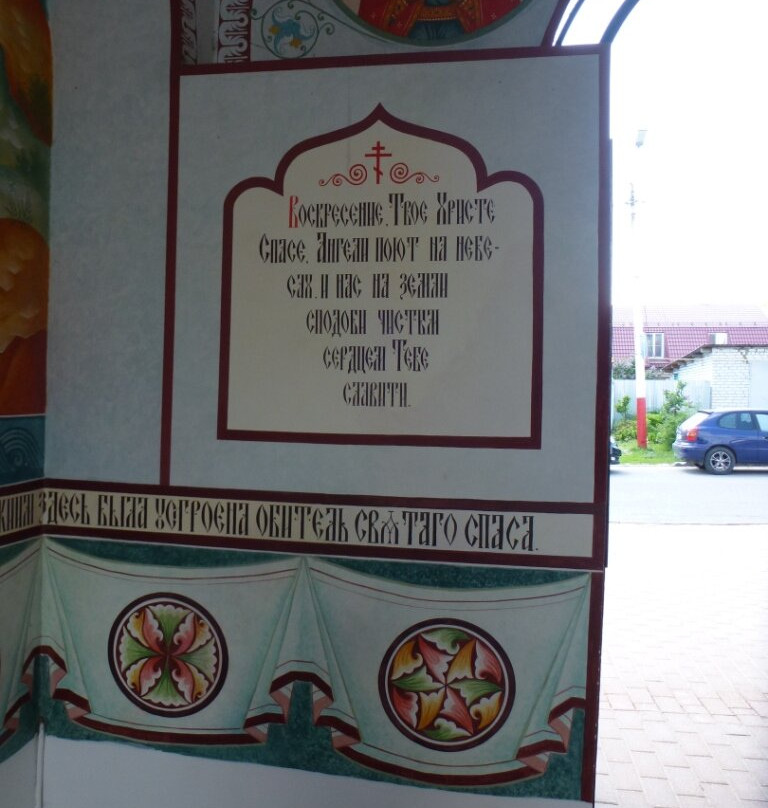 Воскресение Твое Христе
Спасе, Ангели поют на небе-
сах, и нас на земли
сподоби чистым
сердцем Тебе
славити.
здесь была устроена обитель святаго спаса.